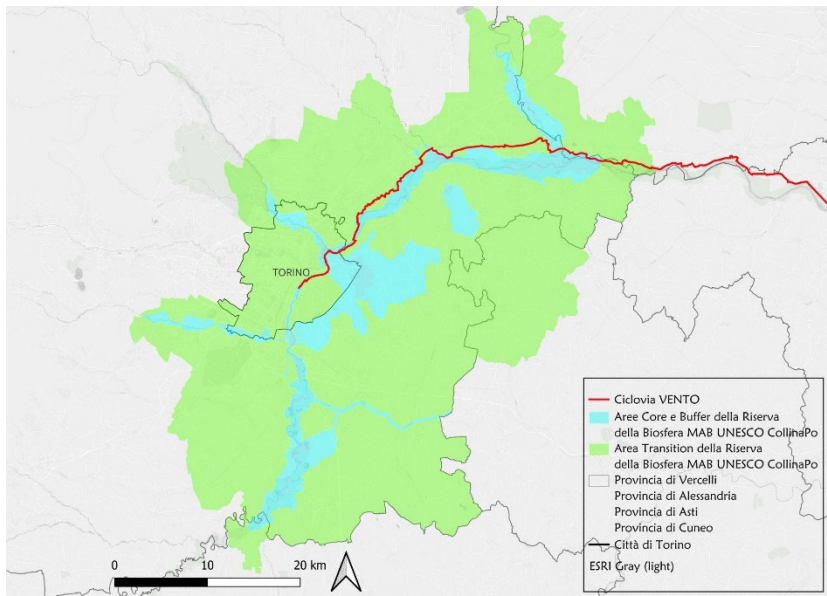 TORINO
Ciclovia VENTO
Aree Core e Buffer della Riserva
della Biosfera MAB UNESCO CollinaPo
Area Transition della Riserva
della Biosfera MAB UNESCO CollinaPo
Provincia di Vercelli
Provincia di Alessandria
Provincia di Asti
Provincia di Cuneo
Città di Torino
ESRI Gray (light)
0 10 20 km